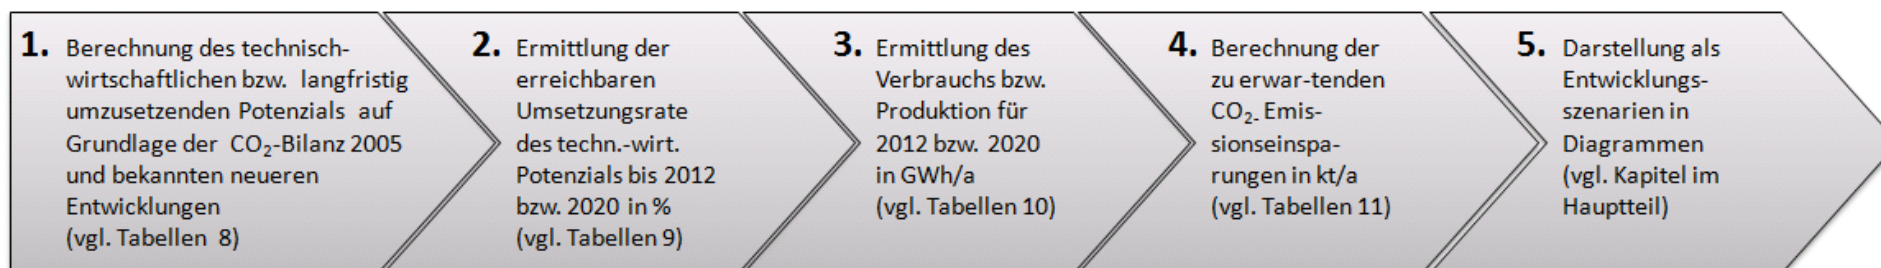 1. Berechnung des technisch-
wirtschaftlichen bzw. langfristig
umzusetzenden Potenzials auf
Grundlage der CO₂-Bilanz 2005
und bekannten neueren
Entwicklungen
(vgl. Tabellen 8)
2. Ermittlung der
erreichbaren
Umsetzungsrate
des techn.-wirt.
Potenzials bis 2012
bzw. 2020 in %
(vgl. Tabellen 9)
3. Ermittlung des
Verbrauchs bzw.
Produktion für
2012 bzw. 2020
in GWh/a
(vgl. Tabellen 10)
4. Berechnung der
zu erwar-tenden
CO₂₋ Emis-
sionseinspa-
rungen in kt/a
(vgl. Tabellen 11)
5. Darstellung als
Entwicklungs-
szenarien in
Diagrammen
(vgl. Kapitel im
Hauptteil)